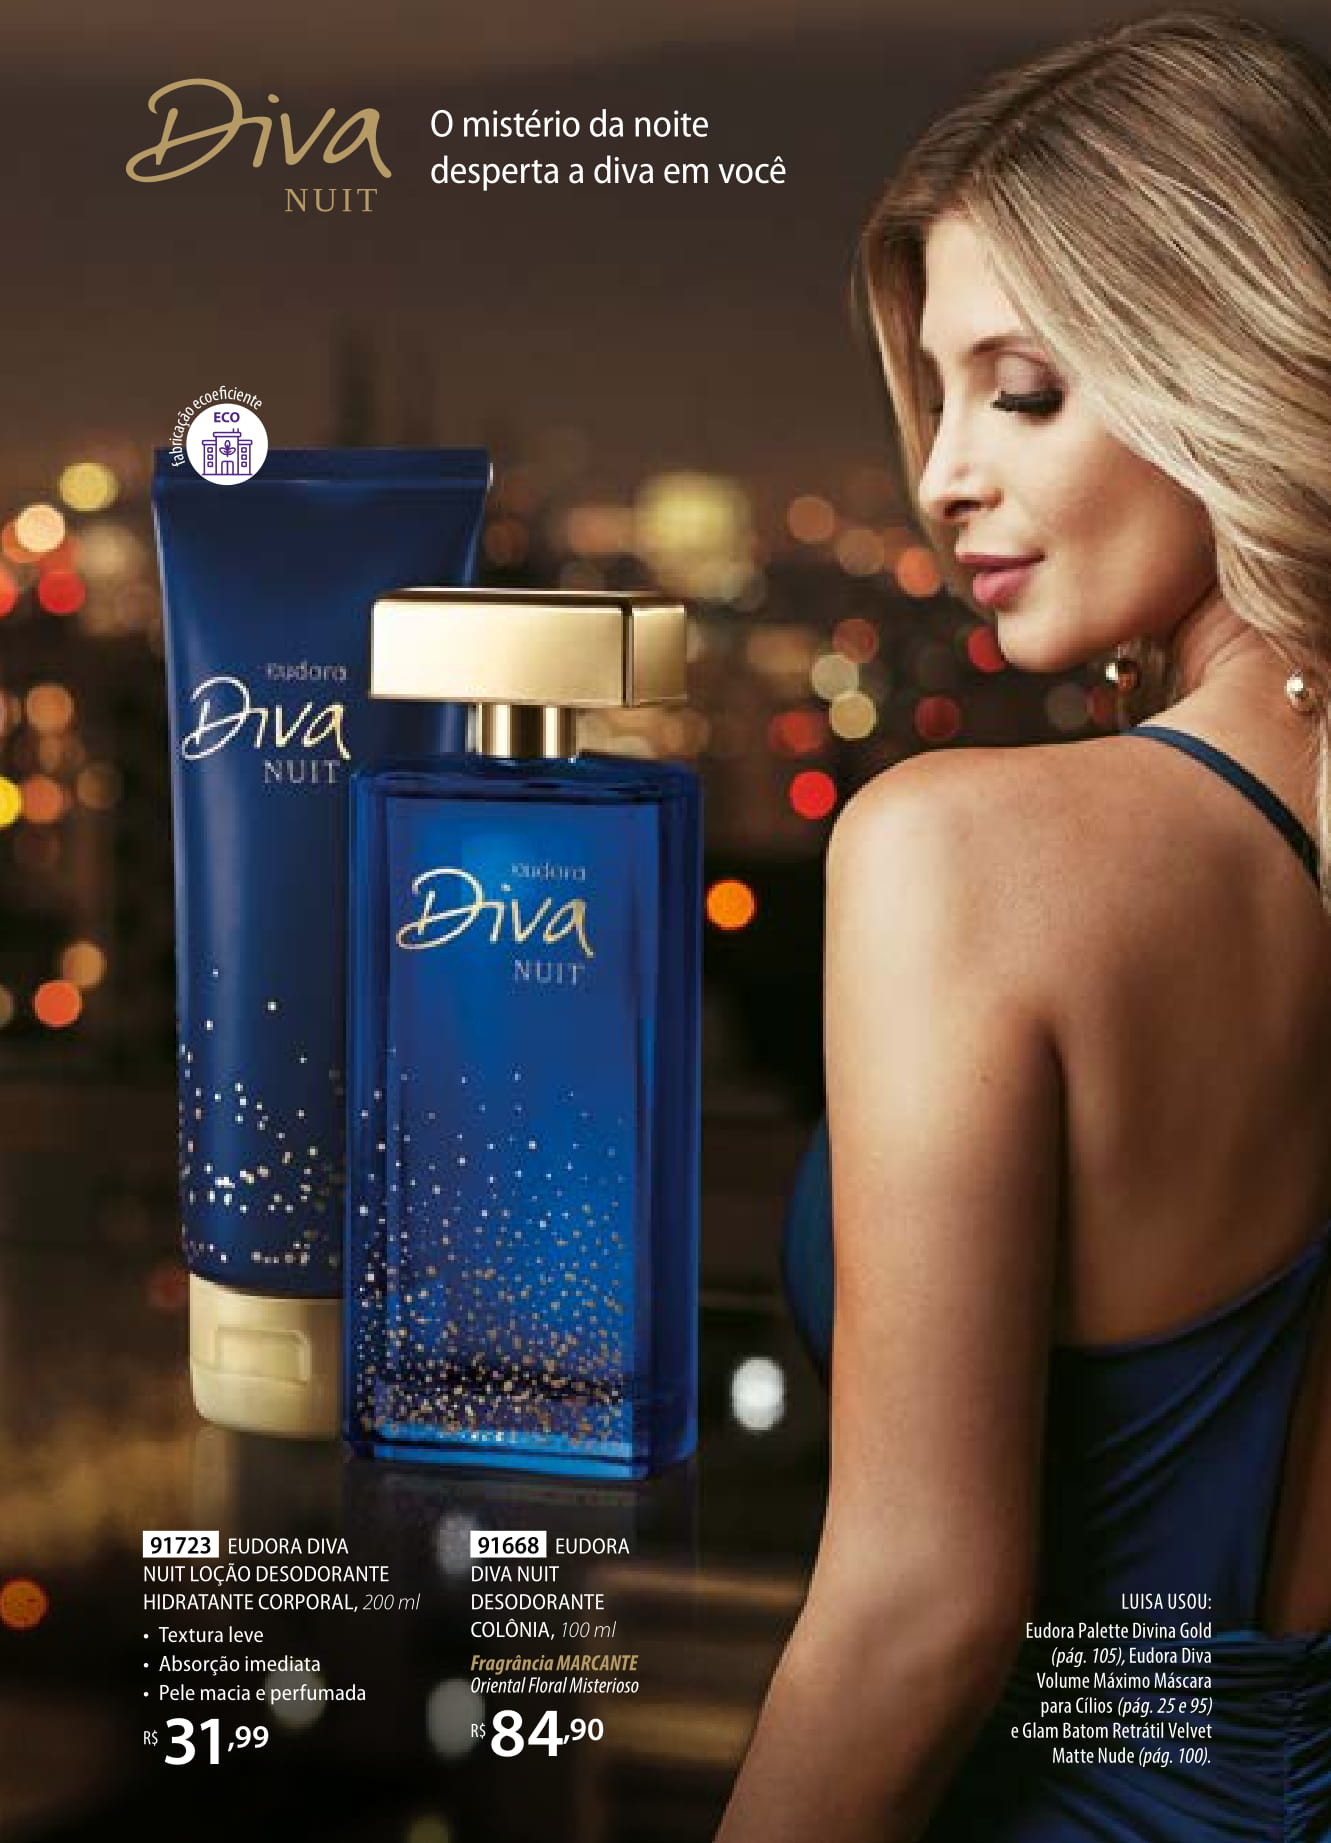 Diva
NUIT
O mistério da noite
desperta a diva em você
fabricação ecoeficiente
ECO
eudora
Diva
NUIT
eudora
Diva
NUIT
91723 EUDORA DIVA
NUIT LOÇÃO DESODORANTE
HIDRATANTE CORPORAL, 200 ml
• Textura leve
• Absorção imediata
• Pele macia e perfumada
R$ 31,99
91668 EUDORA
DIVA NUIT
DESODORANTE
COLÔNIA, 100 ml
Fragrância MARCANTE
Oriental Floral Misterioso
R$ 84,90
LUISA USOU:
Eudora Palette Divina Gold
(pág. 105), Eudora Diva
Volume Máximo Máscara
para Cílios (pág. 25 e 95)
e Glam Batom Retrátil Velvet
Matte Nude (pág. 100).